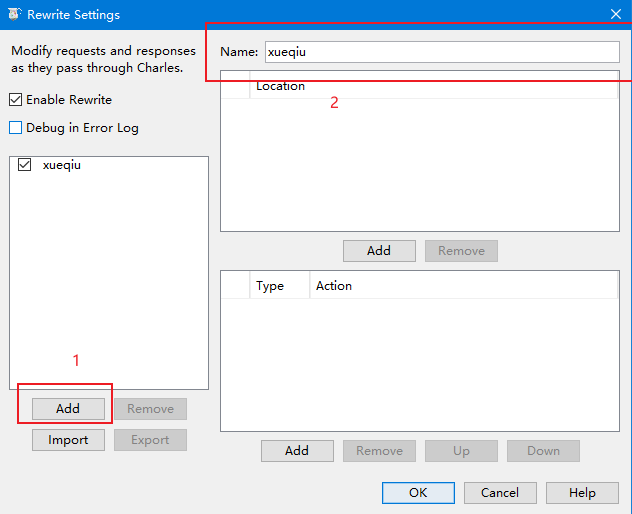 Rewrite Settings
Modify requests and responses
as they pass through Charles.
Enable Rewrite
Debug in Error Log
xueqiu
1
Add
Remove
Import
Export
Name: xueqiu
Location
2
Add
Remove
Type
Action
Add
Remove
Up
Down
OK
Cancel
Help